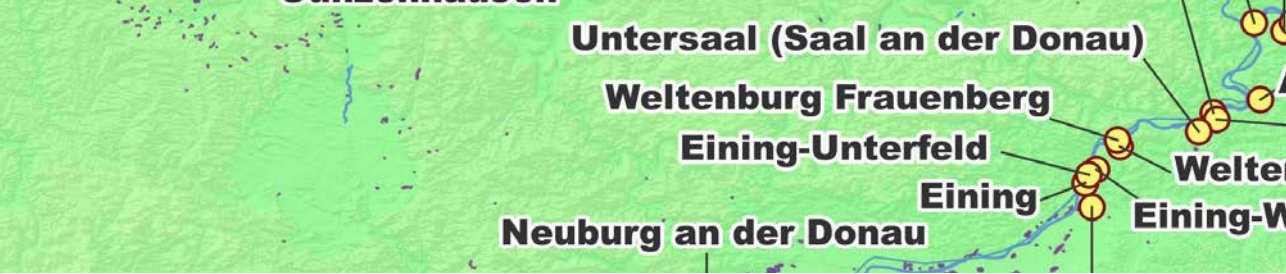 Untersaal (Saal an der Donau)
Weltenburg Frauenberg
Eining-Unterfeld
Eining
Neuburg an der Donau